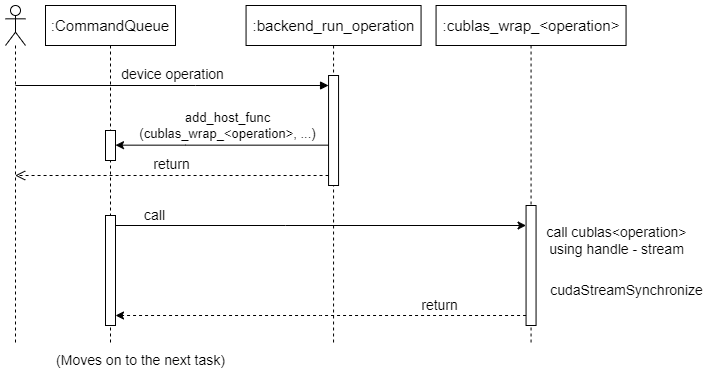 :CommandQueue
:backend_run_operation
:cublas_wrap_<operation>
device operation
add_host_func
(cublas_wrap_<operation>, ...)
return
call
call cublas<operation>
using handle - stream
cudaStreamSynchronize
return
(Moves on to the next task)